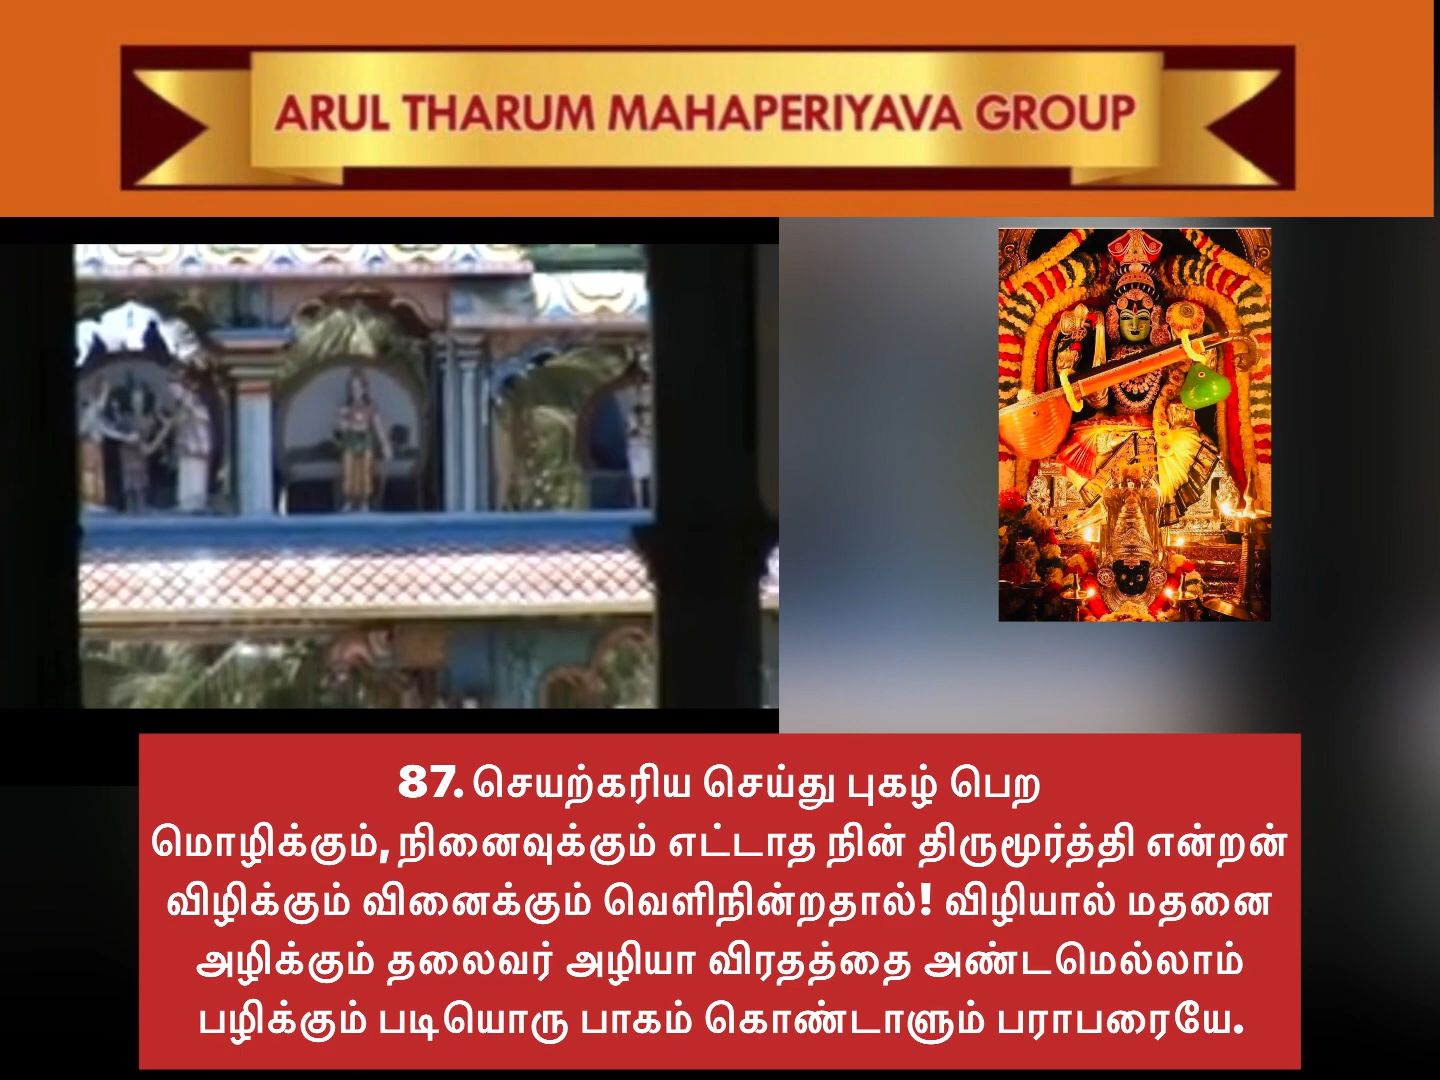 ARUL THARUM MAHAPERIYAVA GROUP
87. செயற்கரிய செய்து புகழ் பெற
மொழிக்கும், நினைவுக்கும் எட்டாத நின் திருமூர்த்தி என்றன்
விழிக்கும் வினைக்கும் வெளிநின்றதால்! விழியால் மதனை
அழிக்கும் தலைவர் அழியா விரதத்தை அண்டமெல்லாம்
பழிக்கும் படியொரு பாகம் கொண்டாளும் பராபரையே.